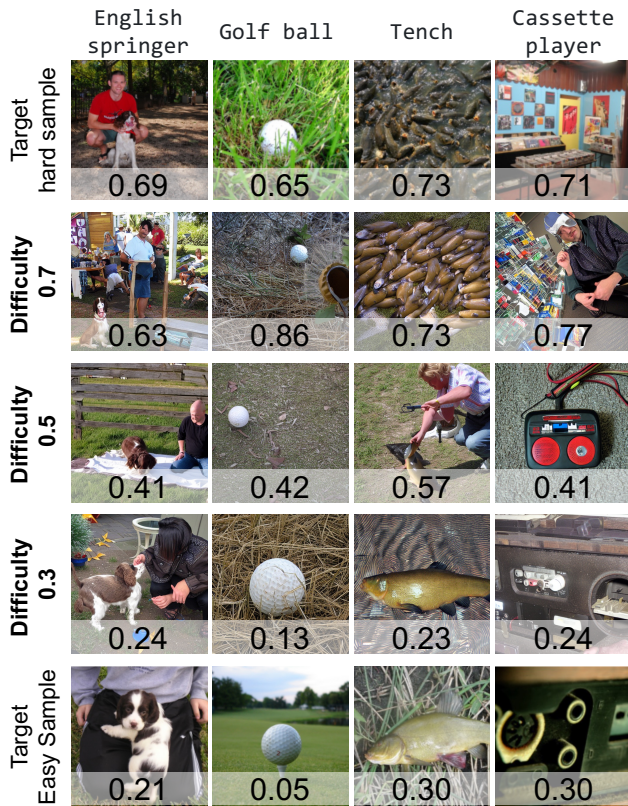 English springer
Golf ball
Tench
Cassette player
Target hard sample
0.69
0.65
0.73
0.71
Difficulty 0.7
0.63
0.86
0.73
0.77
Difficulty 0.5
0.41
0.42
0.57
0.41
Difficulty 0.3
0.24
0.13
0.23
0.24
Target Easy Sample
0.21
0.05
0.30
0.30